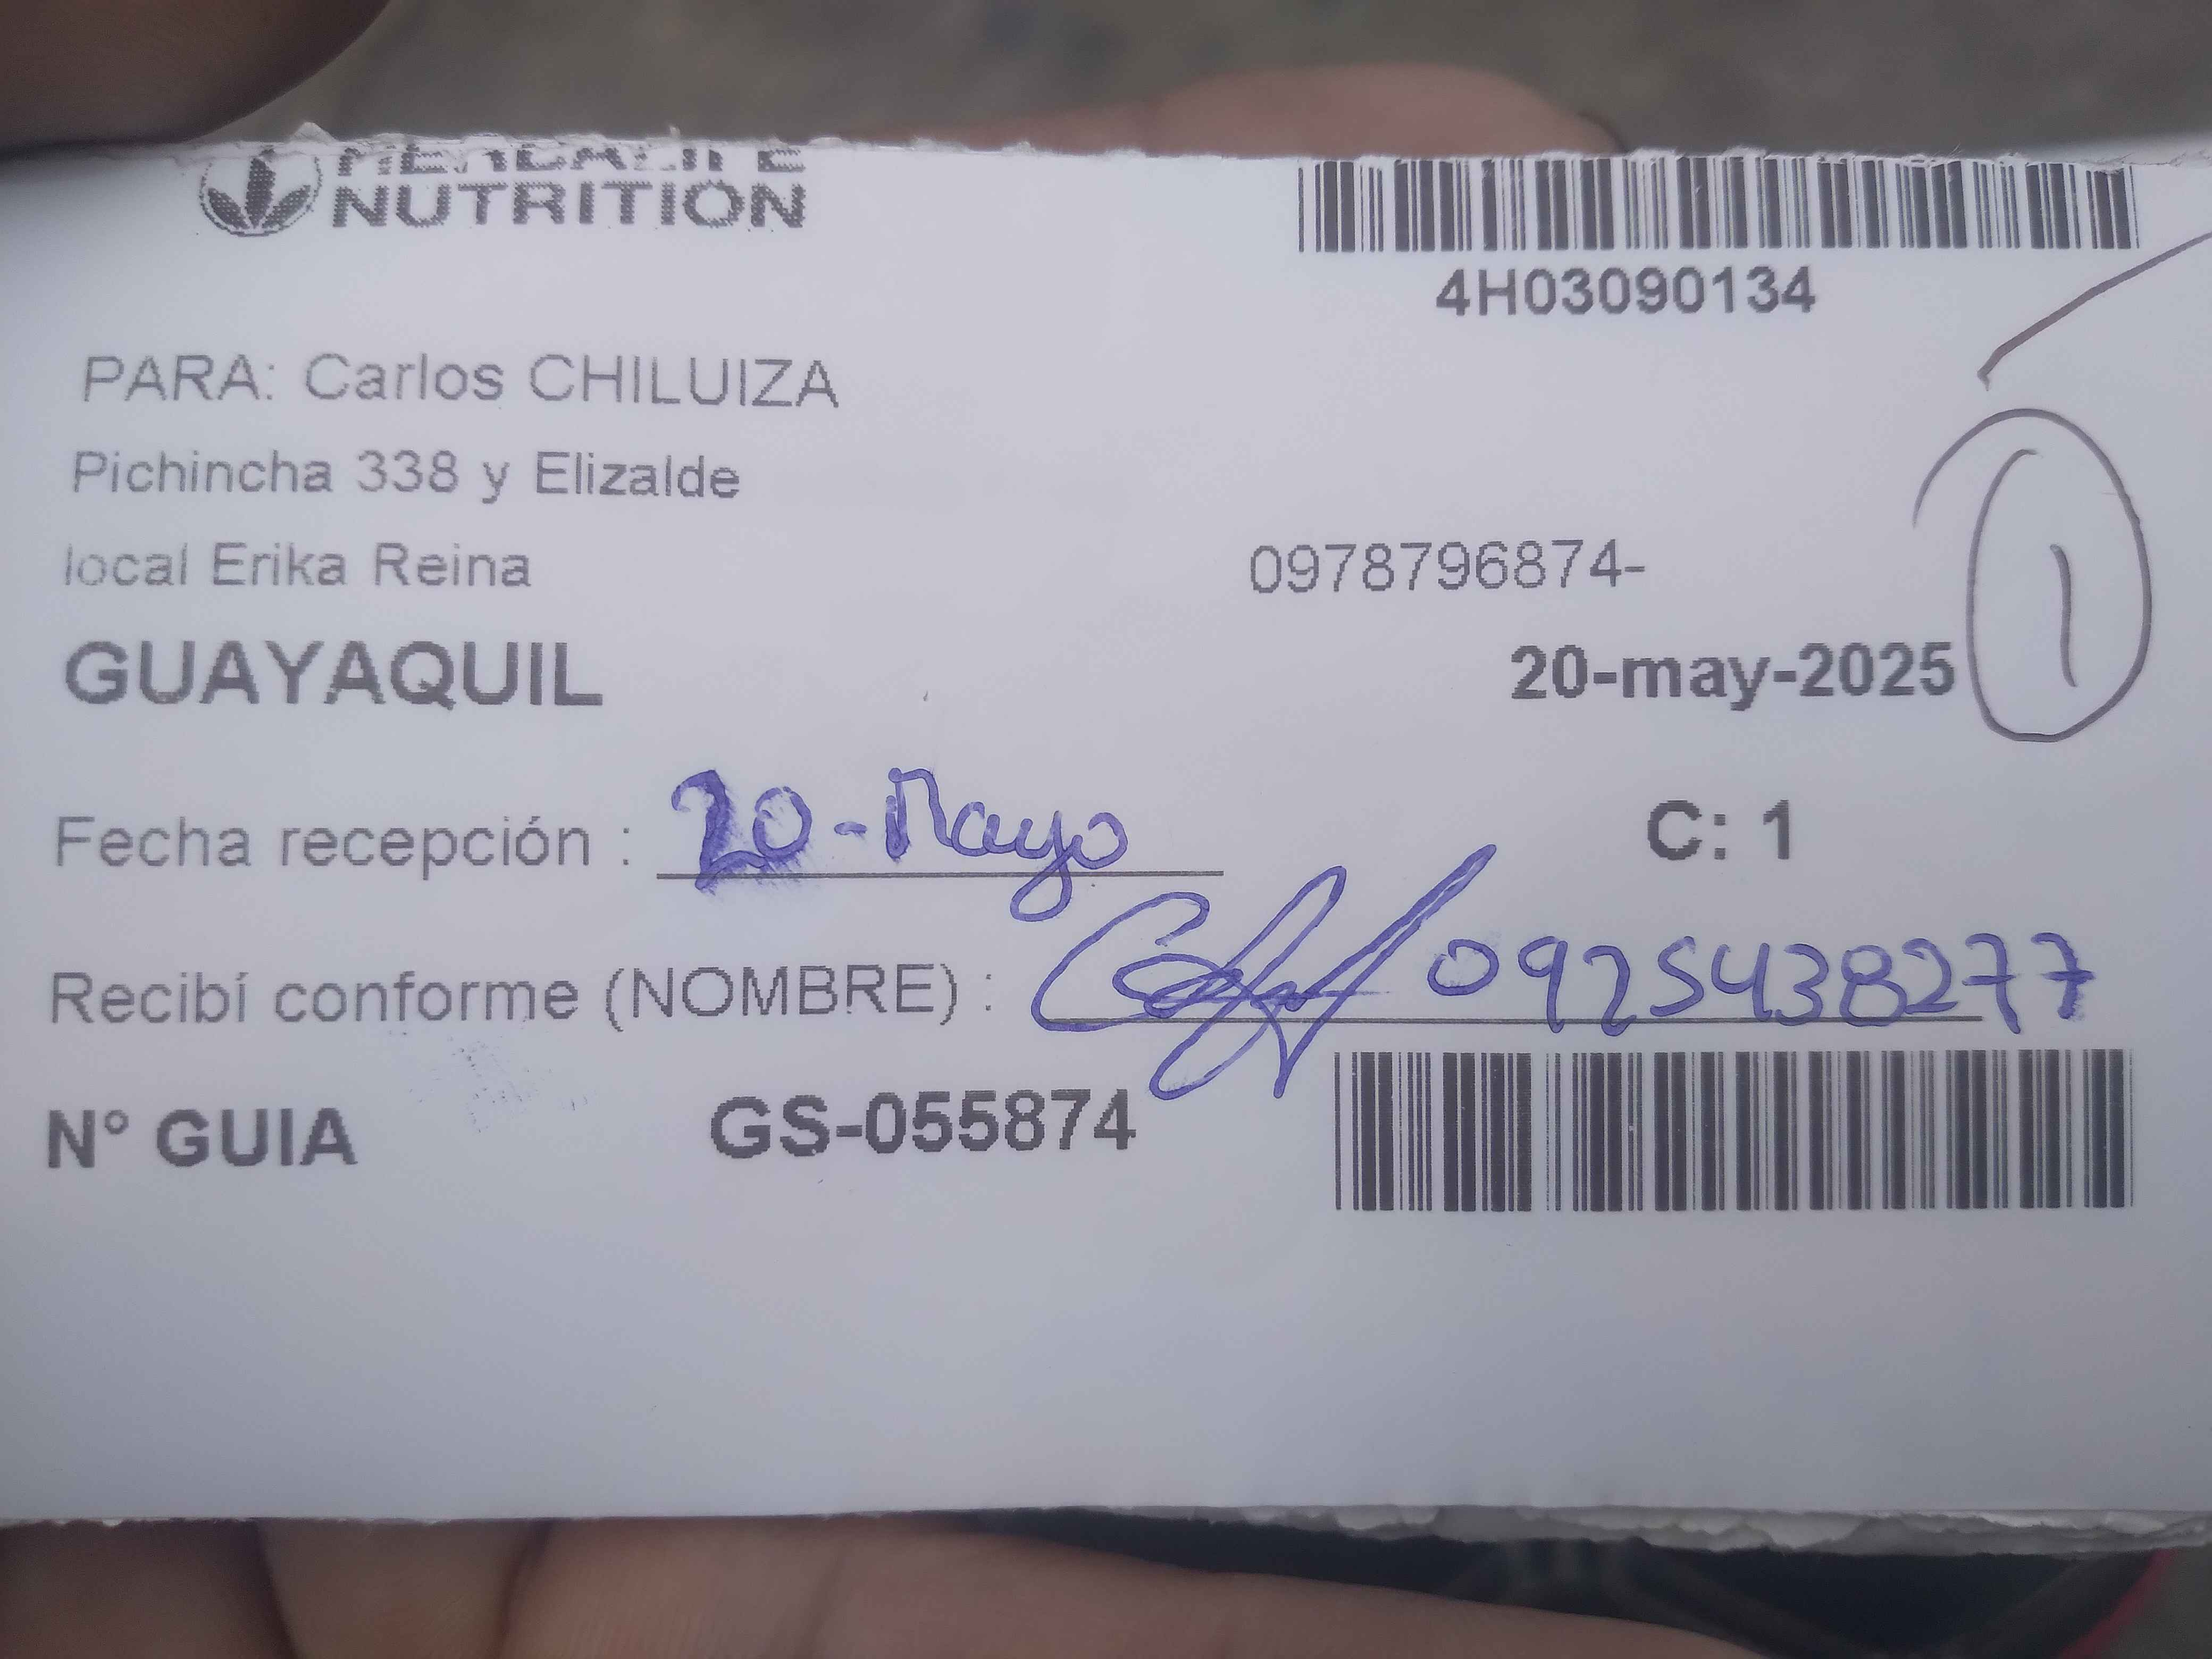 HERBALIFE
NUTRITION
4H03090134
PARA: Carlos CHILUIZA
Pichincha 338 y Elizalde
local Erika Reina
0978796874-
GUAYAQUIL
20-may-2025
1
Fecha recepción : 20-Mayo
C: 1
Recibí conforme (NOMBRE) : 0925438277
N° GUIA GS-055874